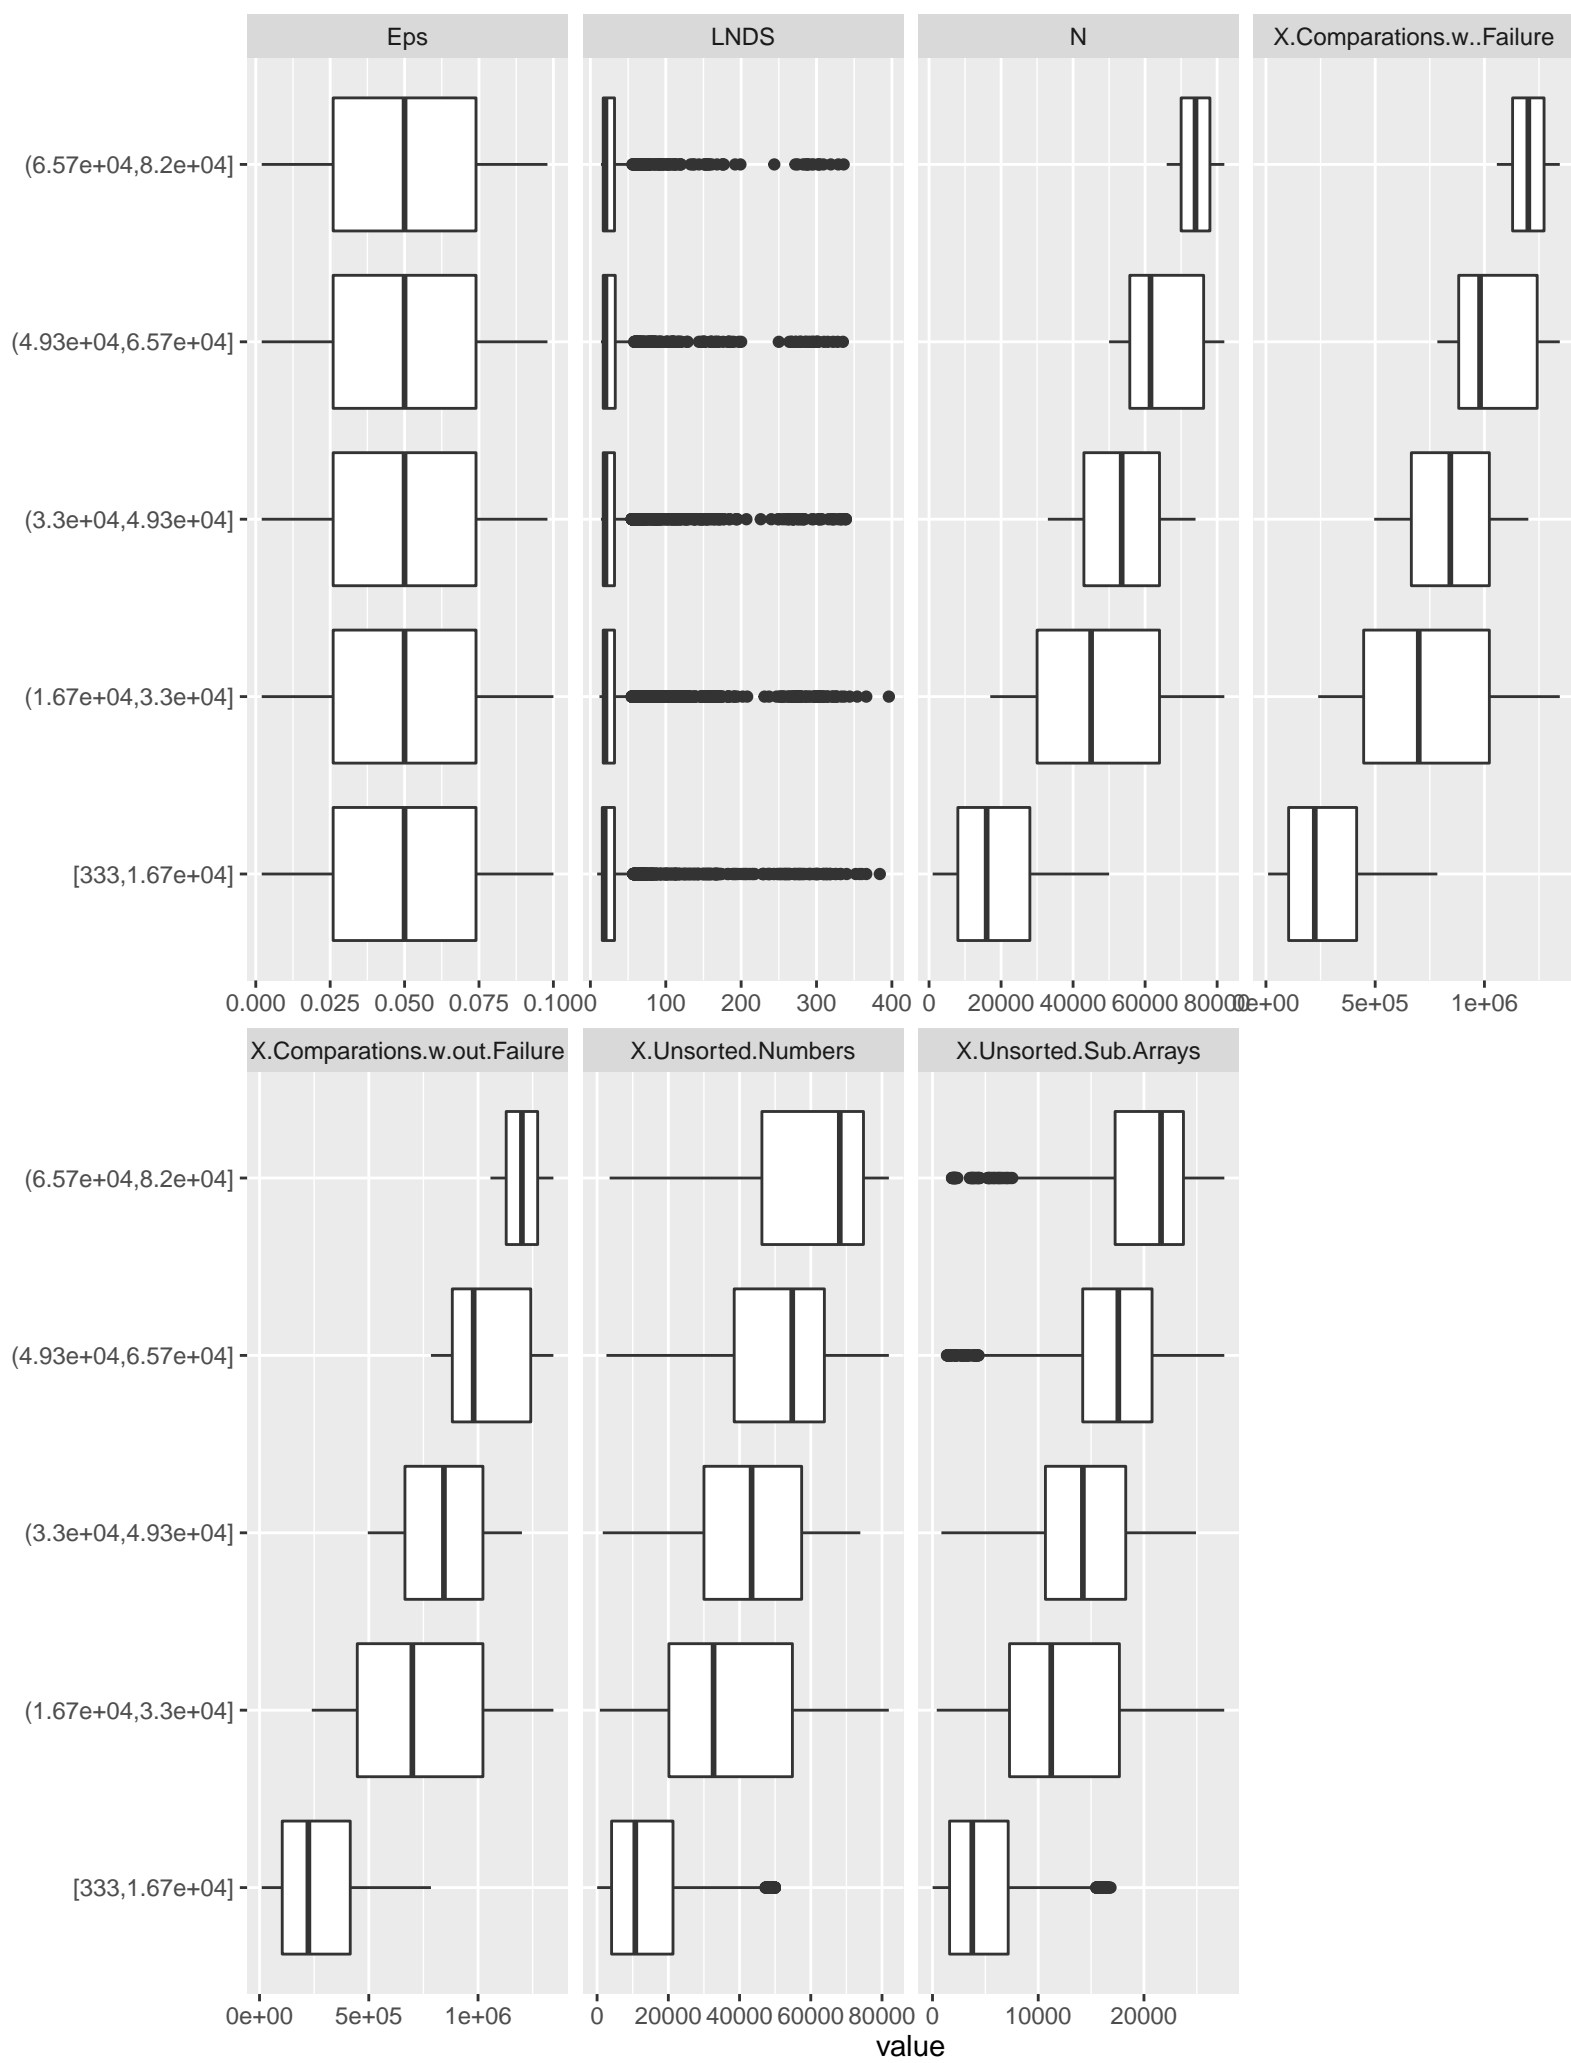 Eps LNDS N X.Comparations.w..Failure
(6.57e+04,8.2e+04]
(4.93e+04,6.57e+04]
(3.3e+04,4.93e+04]
(1.67e+04,3.3e+04]
[333,1.67e+04]
0.000 0.025 0.050 0.075 0.100 0 100 200 300 400 0 20000 40000 60000 80000 0e+00 5e+05 1e+06
X.Comparations.w.out.Failure X.Unsorted.Numbers X.Unsorted.Sub.Arrays
(6.57e+04,8.2e+04]
(4.93e+04,6.57e+04]
(3.3e+04,4.93e+04]
(1.67e+04,3.3e+04]
[333,1.67e+04]
0e+00 5e+05 1e+06 0 20000 40000 60000 80000 0 10000 20000
value